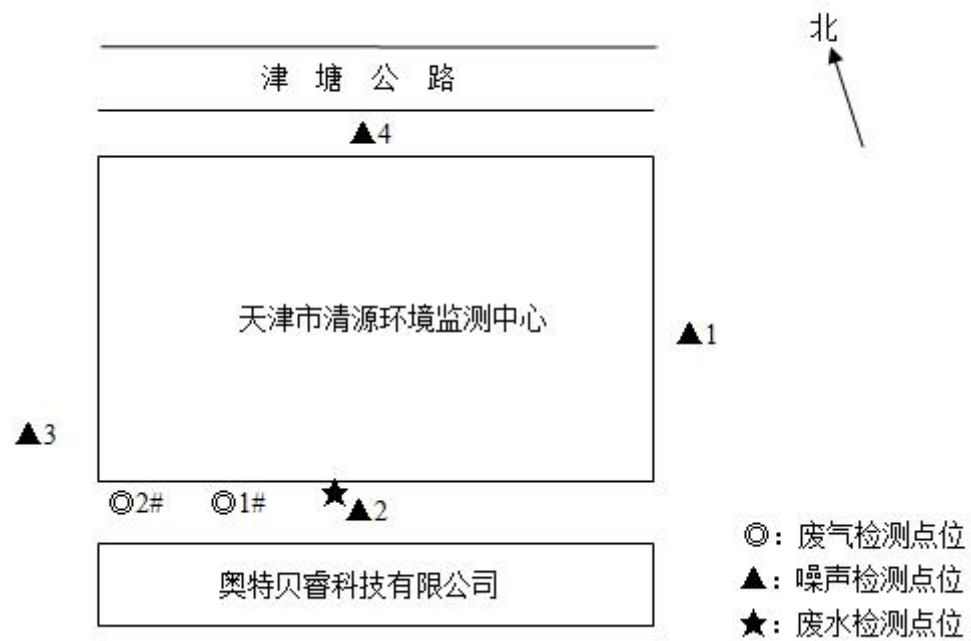 北
津塘公路
▲4
天津市清源环境监测中心
▲1
▲3
◎2# ◎1# ★▲2
奥特贝睿科技有限公司
◎：废气检测点位
▲：噪声检测点位
★：废水检测点位